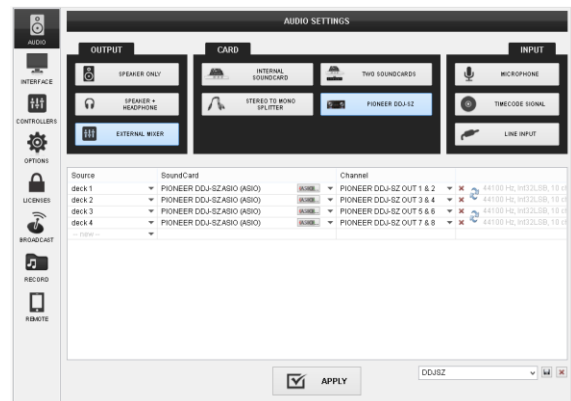 AUDIO SETTINGS
AUDIO
INTERFACE
CONTROLLERS
OPTIONS
LICENSES
BROADCAST
RECORD
REMOTE
OUTPUT
SPEAKER ONLY
SPEAKER + HEADPHONE
EXTERNAL MIXER
CARD
INTERNAL SOUNDCARD
TWO SOUNDCARDS
STEREO TO MONO SPLITTER
PIONEER DDJ-SZ
INPUT
MICROPHONE
TIMECODE SIGNAL
LINE INPUT
Source SoundCard Channel
deck 1 PIONEER DDJ-SZASIO (ASIO) PIONEER DDJ-SZ OUT 1 & 2 44100 Hz, int32LSB, 10 ch
deck 2 PIONEER DDJ-SZASIO (ASIO) PIONEER DDJ-SZ OUT 3 & 4 44100 Hz, int32LSB, 10 ch
deck 3 PIONEER DDJ-SZASIO (ASIO) PIONEER DDJ-SZ OUT 5 & 6 44100 Hz, int32LSB, 10 ch
deck 4 PIONEER DDJ-SZASIO (ASIO) PIONEER DDJ-SZ OUT 7 & 8 44100 Hz, int32LSB, 10 ch
-- new --
APPLY
DDJSZ